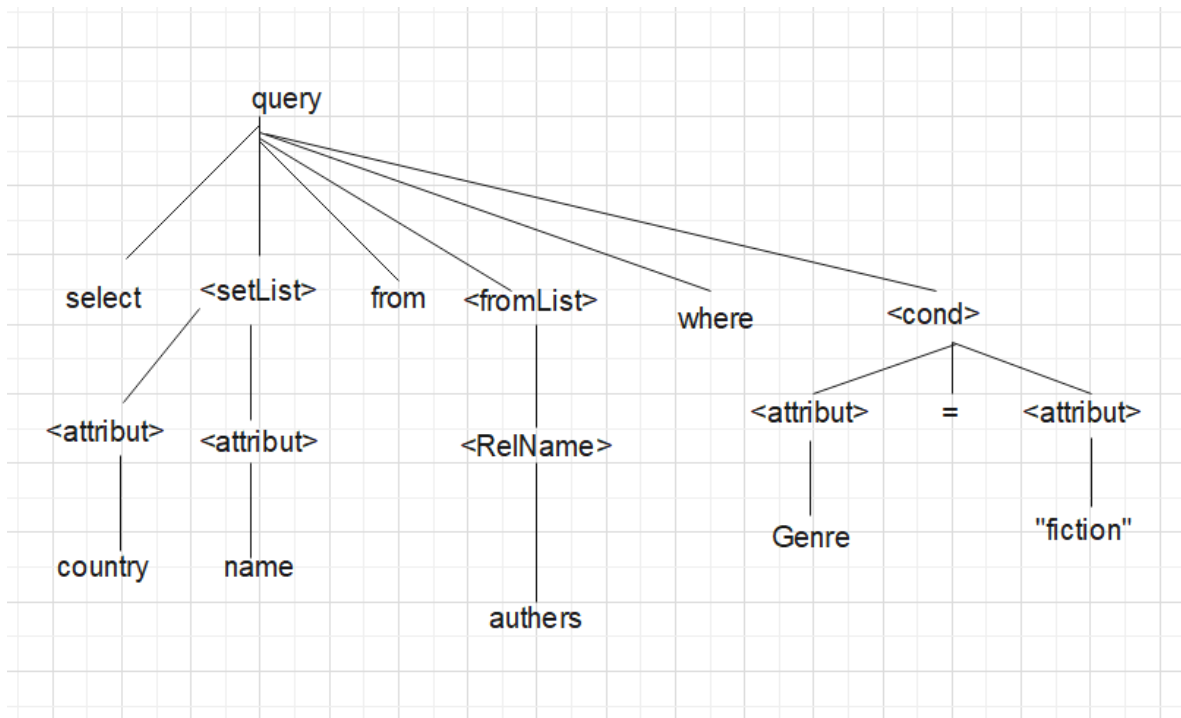 query
select
<setList>
from
<fromList>
where
<cond>
<attribut>
<attribut>
<RelName>
<attribut>
=
<attribut>
country
name
authers
Genre
"fiction"